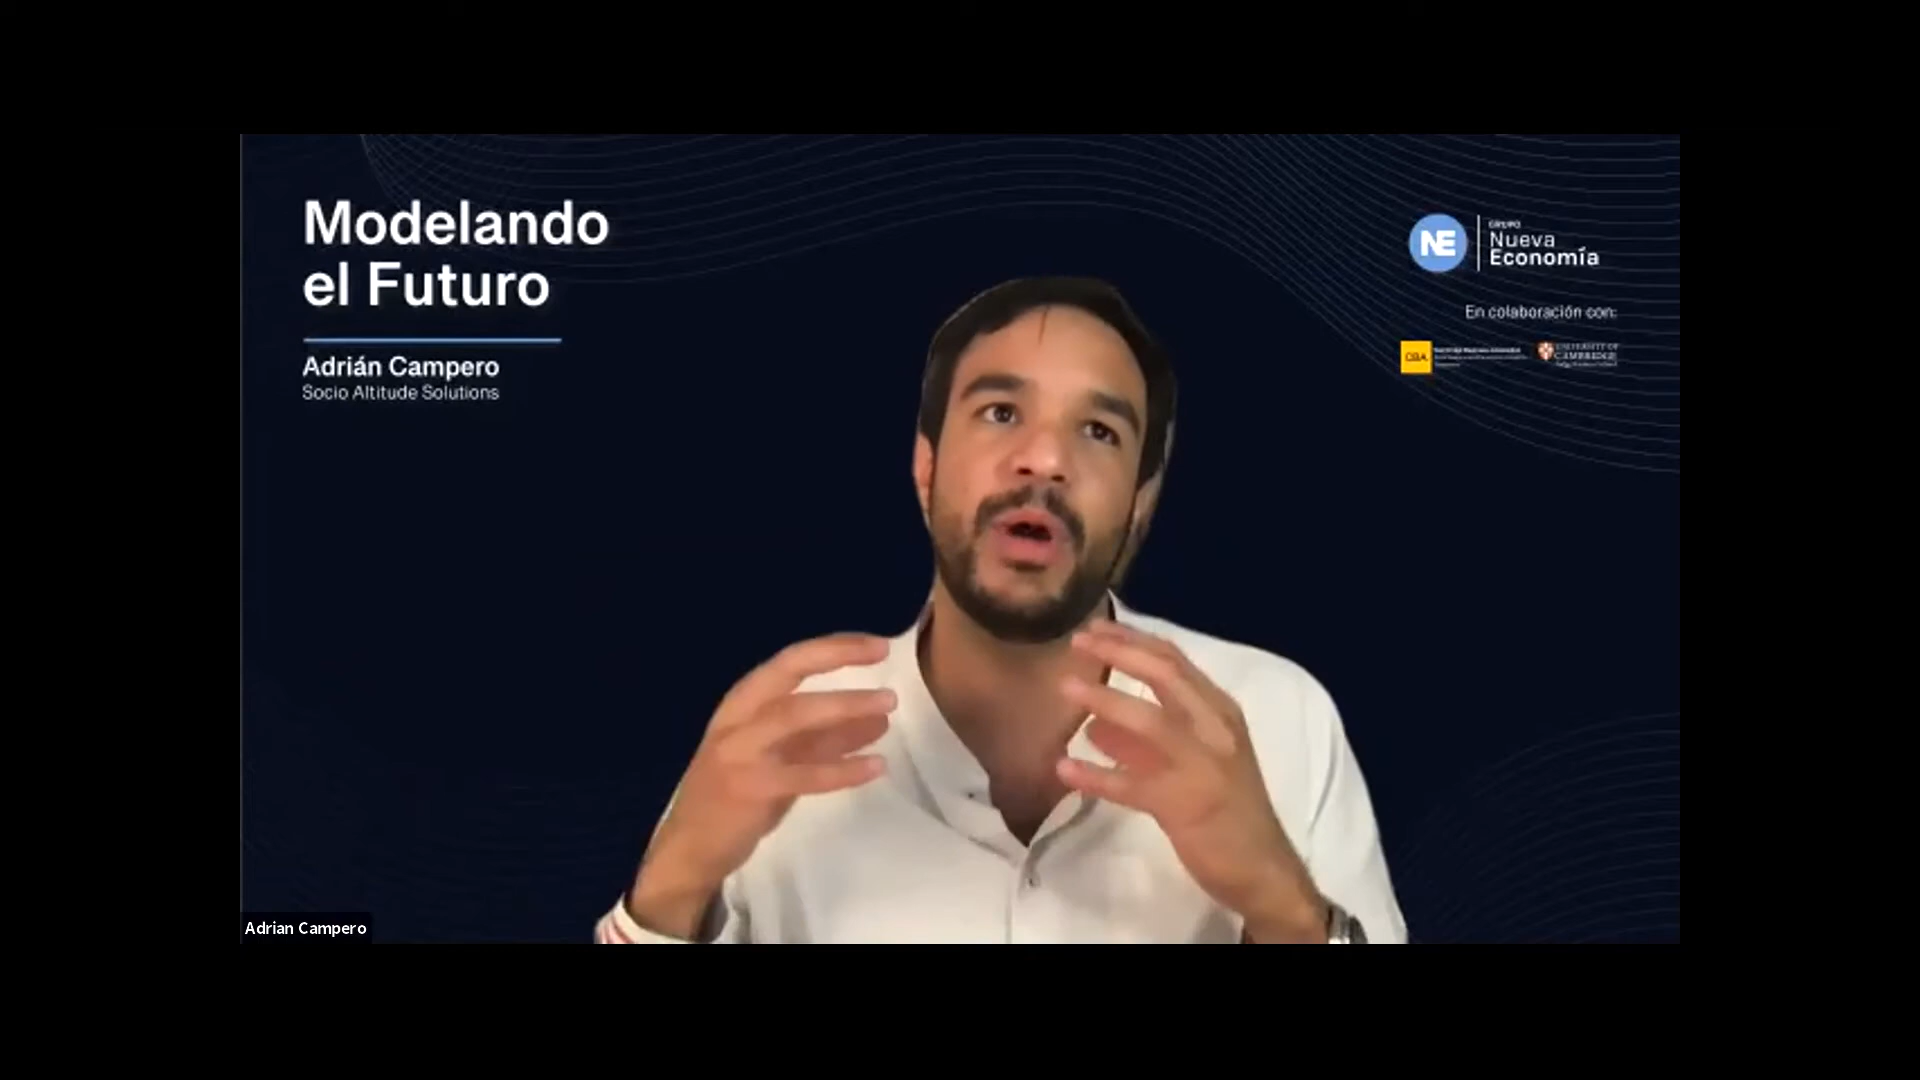 Modelando
el Futuro
Adrián Campero
Socio Altitude Solutions
NE
GRUPO
Nueva
Economía
En colaboración con:
CBA
UNIVERSITY OF
CAMBRIDGE
Adrian Campero